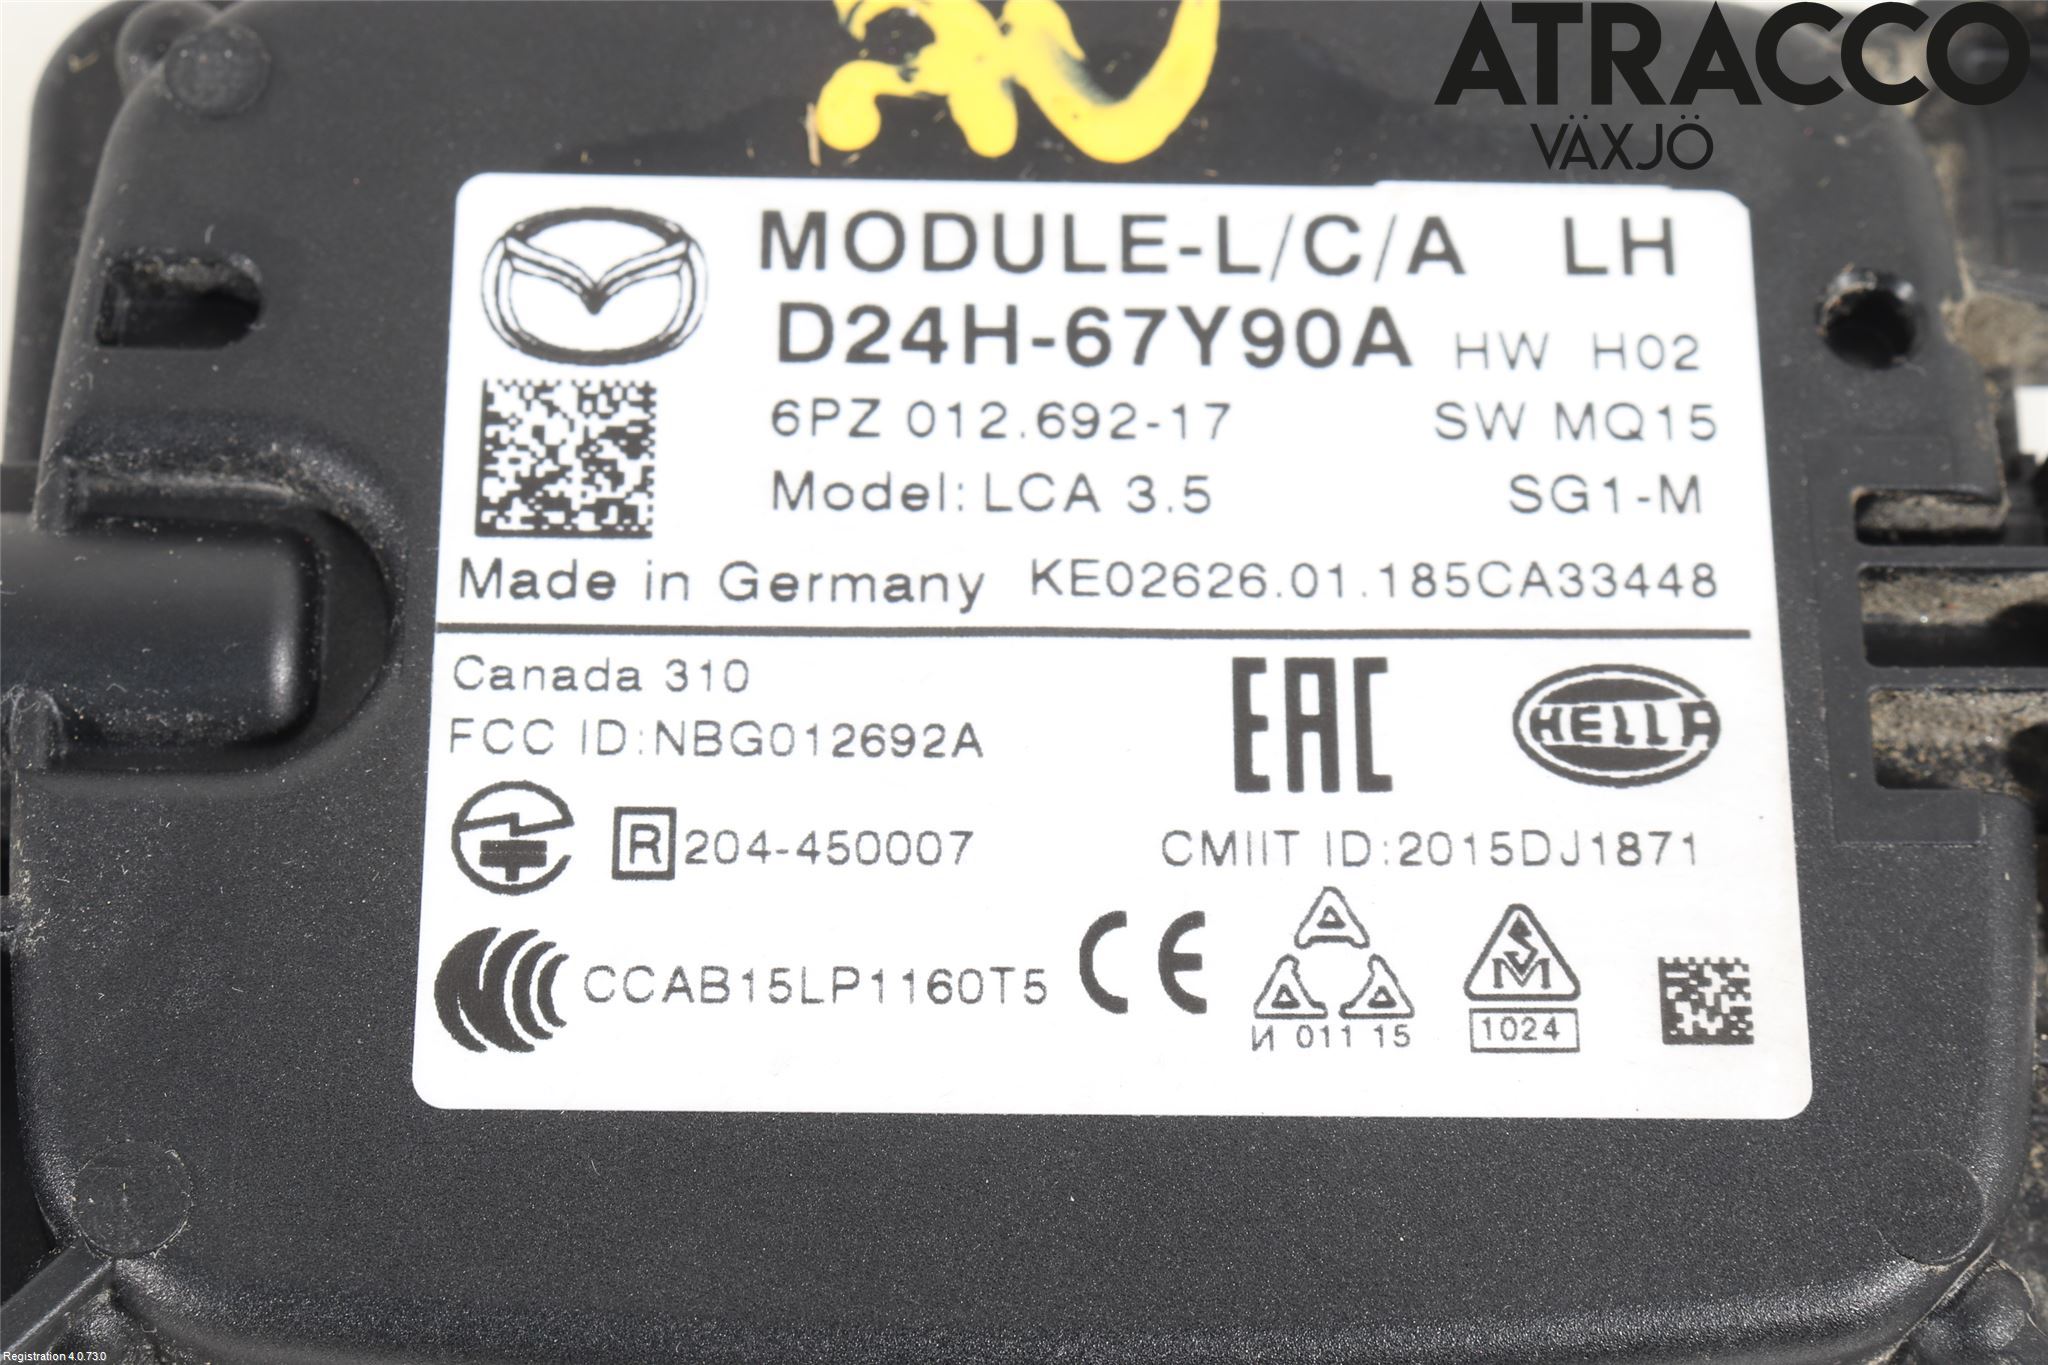 ATRACCO
VÄXJÖ
MODULE-L/C/A LH
D24H-67Y90A HW H02
6PZ 012.692-17 SW MQ15
Model: LCA 3.5 SG1-M
Made in Germany KE02626.01.185CA33448
Canada 310
FCC ID:NBG012692A
EAC HELLA
R 204-450007 CMIIT ID:2015DJ1871
CCAB15LP1160T5 CE
И 011 15
1024
Registration 4.0.73.0